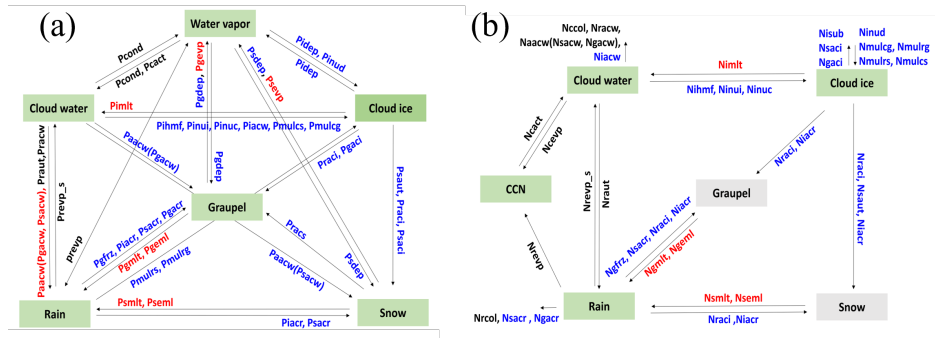 (a)
Water vapor
Pcond
Pcond, Pcact
Pgdep, Pgevp
Pgdep
Psdep, Psevp
Psdep
Pidep, Pinud
Pidep
Cloud water
Pimlt
Pihmf, Pinui, Pinuc, Piacw, Pmulcs, Pmulcg
Cloud ice
Paacw(Pgacw)
Praci, Pgaci
Paacw(Pgacw, Psacw), Praut,Pracw
Prevp_s
prevp
Graupel
Psaut, Praci, Psaci
Pgfrz, Piacr, Psacr, Pgacr
Pgmlt, Pgeml
Pmulrs, Pmulrg
Pracs
Paacw(Psacw)
Rain
Psmlt, Pseml
Piacr, Psacr
Snow
(b)
Nccol, Nracw,
Naacw(Nsacw, Ngacw),
Niacw
Nisub
Nsaci
Ngaci
Ninud
Nmulcg, Nmulrg
Nmulrs, Nmulcs
Cloud water
Nimlt
Nihmf, Ninui, Ninuc
Cloud ice
Ncact
Ncevp
Nraci, Niacr
CCN
Nrevp_s
Nraut
Graupel
Nraci, Nsaut, Niacr
Ngfrz, Nsacr, Nraci, Niacr
Ngmlt, Ngeml
Nrevp
Rain
Nrcol, Nsacr , Ngacr
Nsmlt, Nseml
Nraci ,Niacr
Snow